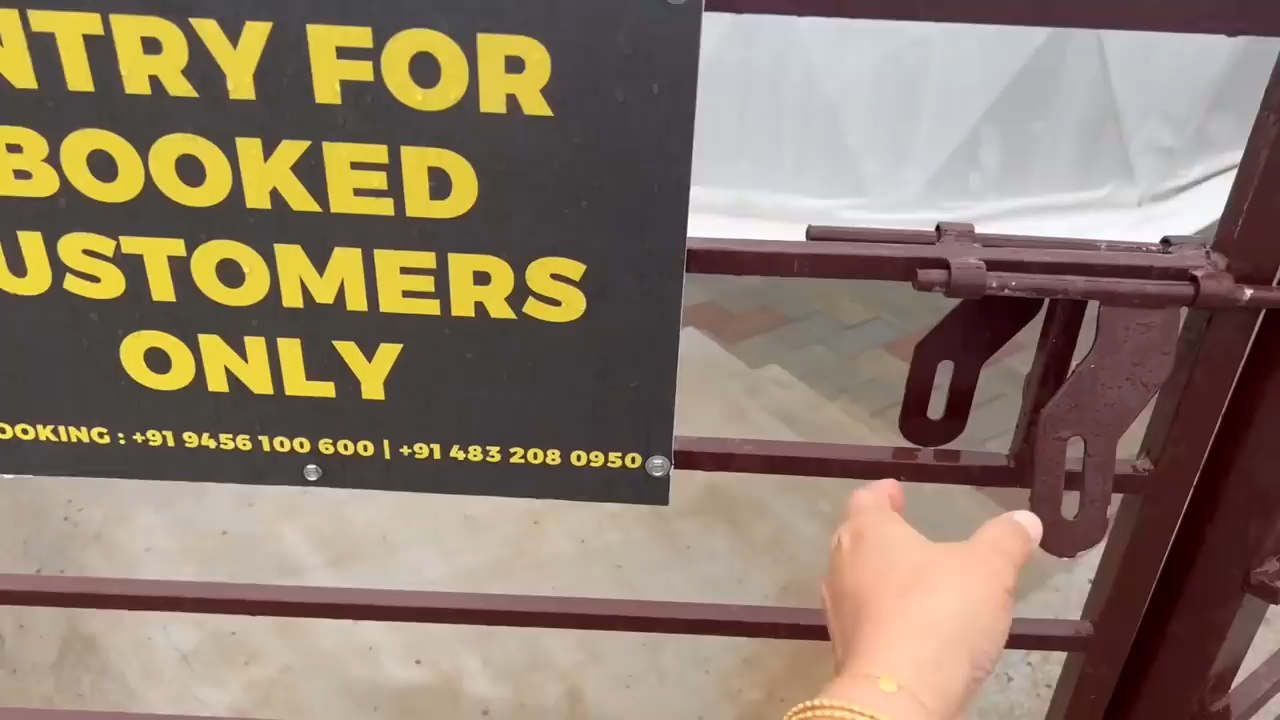 NTRY FOR
BOOKED
USTOMERS
ONLY
OOKING : +91 9456 100 600 | +91 483 208 0950